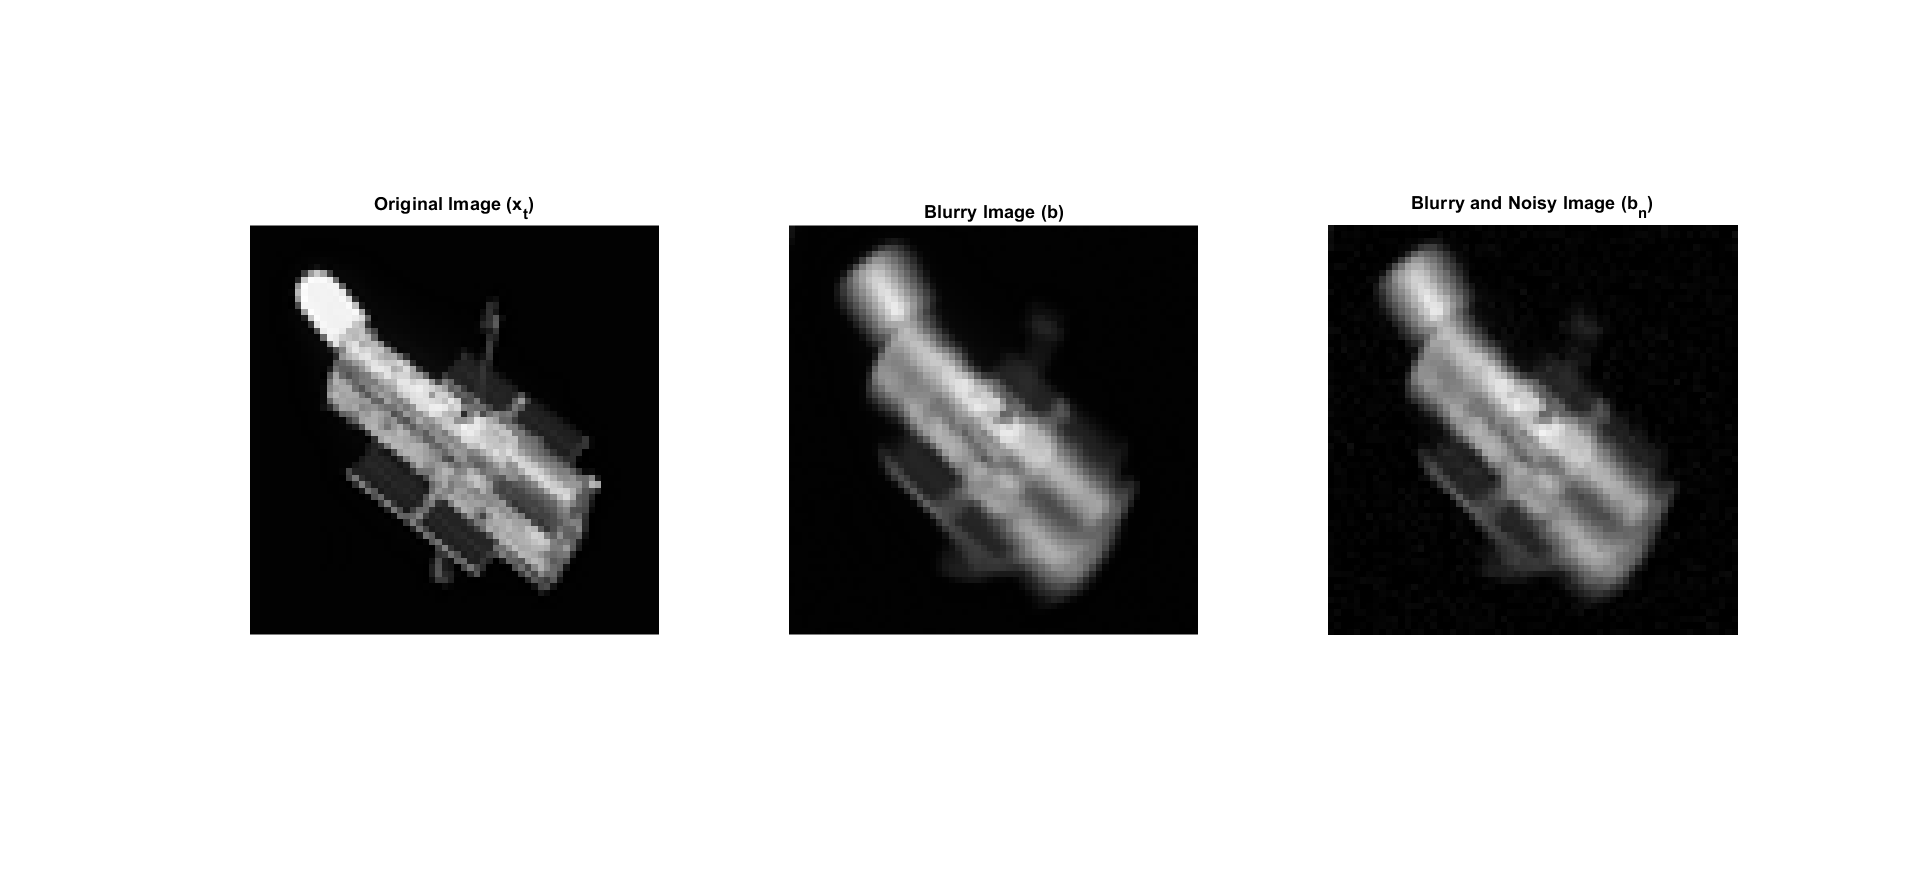 Original Image (xₜ)
Blurry Image (b)
Blurry and Noisy Image (bₙ)